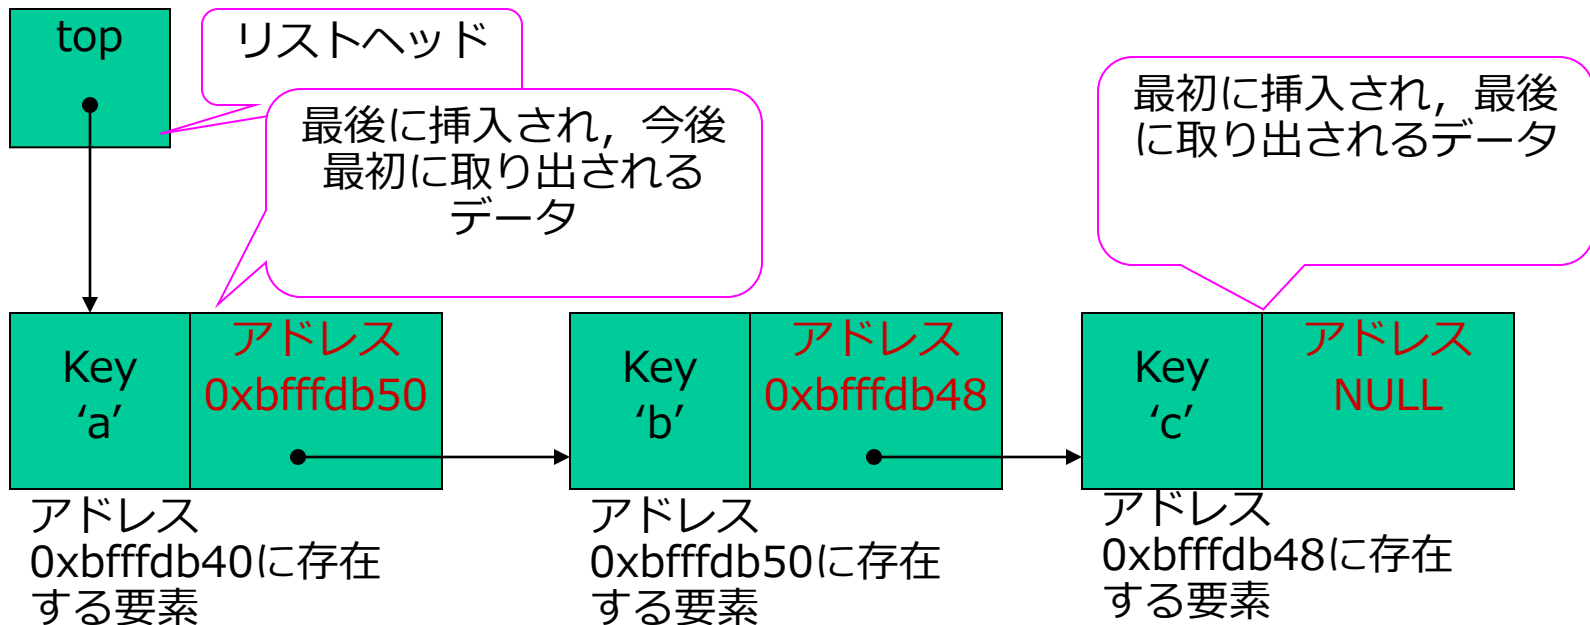 top
リストヘッド
最後に挿入され，今後
最初に取り出される
データ
最初に挿入され，最後
に取り出されるデータ
Key
‘a’
アドレス
0xbfffdb50
Key
‘b’
アドレス
0xbfffdb48
Key
‘c’
アドレス
NULL
アドレス
0xbfffdb40に存在
する要素
アドレス
0xbfffdb50に存在
する要素
アドレス
0xbfffdb48に存在
する要素